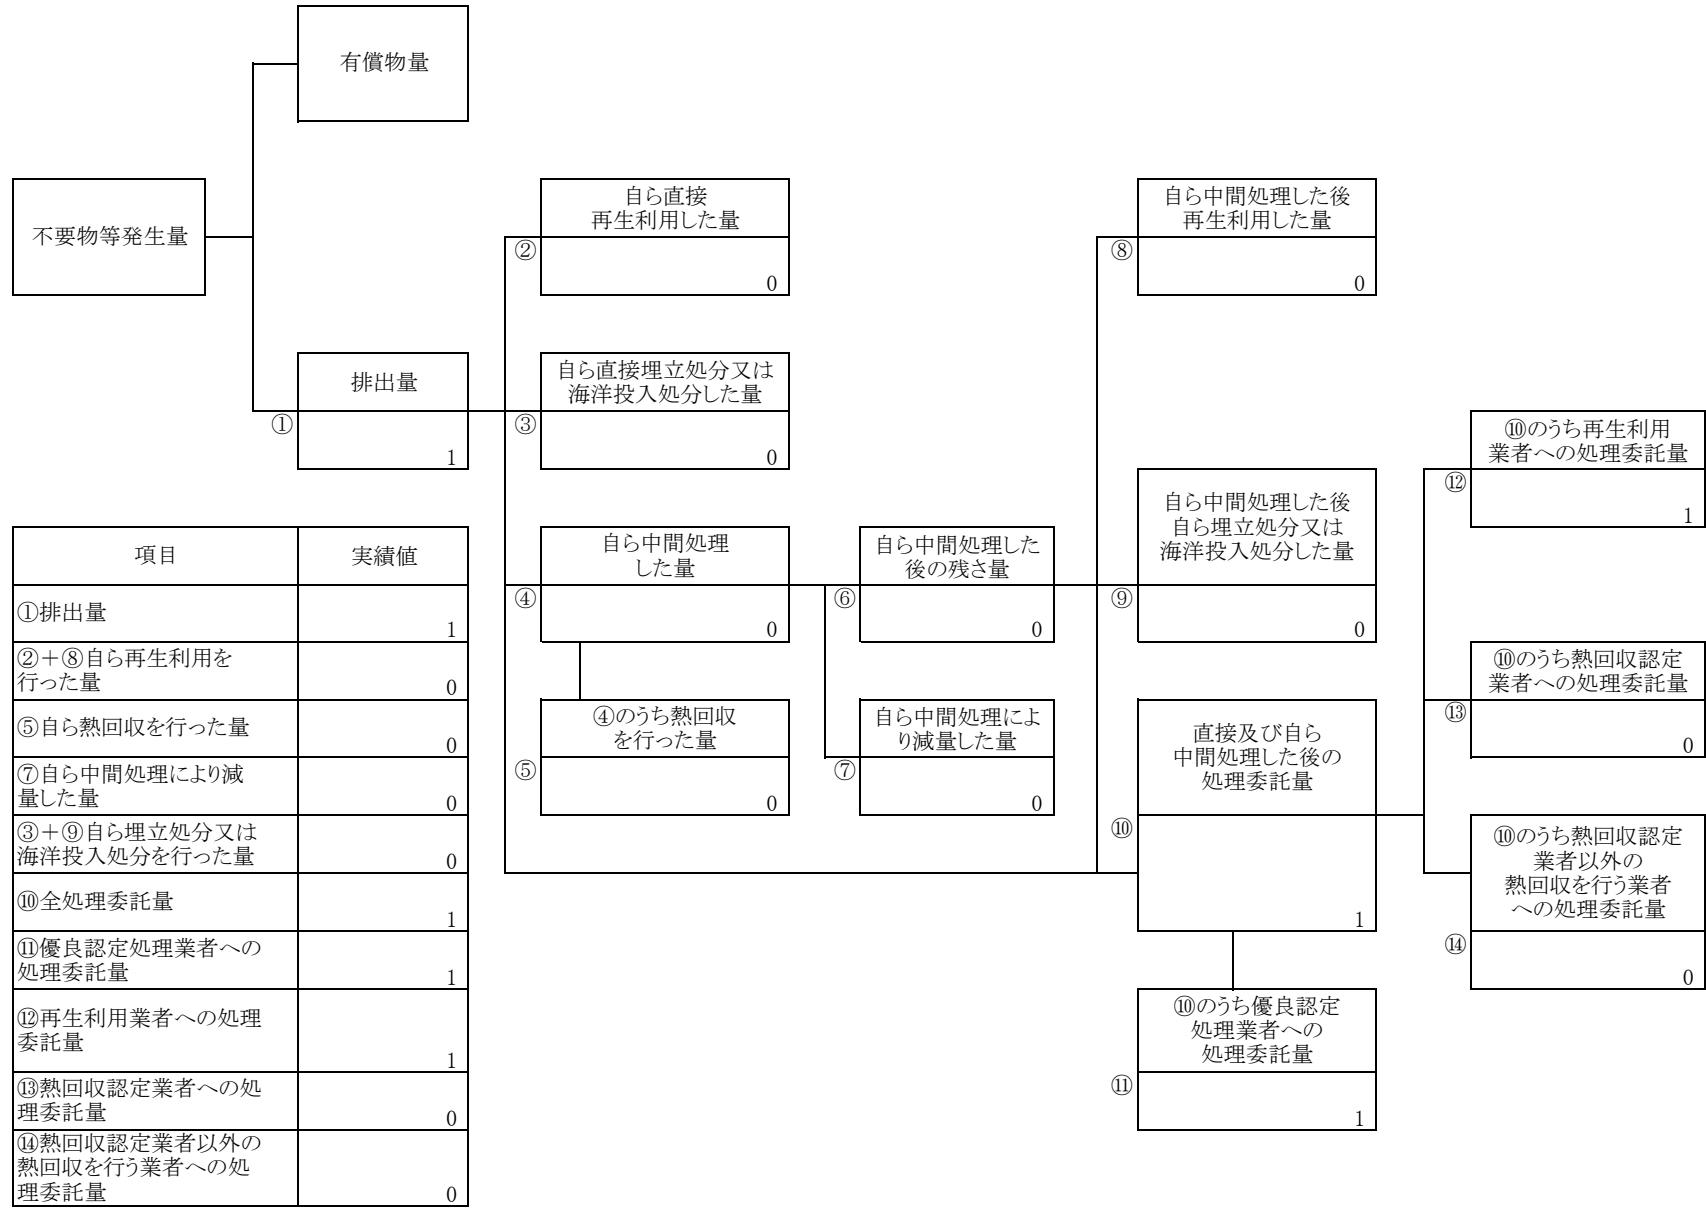 有償物量
不要物等発生量
自ら直接
再生利用した量
②
0
自ら中間処理した後
再生利用した量
⑧
0
排出量
①
1
自ら直接埋立処分又は
海洋投入処分した量
③
0
⑩のうち再生利用
業者への処理委託量
⑫
1
自ら中間処理
した量
④
0
自ら中間処理した
後の残さ量
⑥
0
自ら中間処理した後
自ら埋立処分又は
海洋投入処分した量
⑨
0
⑩のうち熱回収認定
業者への処理委託量
⑬
0
④のうち熱回収
を行った量
⑤
0
自ら中間処理によ
り減量した量
⑦
0
直接及び自ら
中間処理した後の
処理委託量
⑩
1
⑩のうち熱回収認定
業者以外の
熱回収を行う業者
への処理委託量
⑭
0
⑩のうち優良認定
処理業者への
処理委託量
⑪
1
項目
実績値
①排出量
1
②＋⑧自ら再生利用を
行った量
0
⑤自ら熱回収を行った量
0
⑦自ら中間処理により減
量した量
0
③＋⑨自ら埋立処分又は
海洋投入処分を行った量
0
⑩全処理委託量
1
⑪優良認定処理業者への
処理委託量
1
⑫再生利用業者への処理
委託量
1
⑬熱回収認定業者への処
理委託量
0
⑭熱回収認定業者以外の
熱回収を行う業者への処
理委託量
0